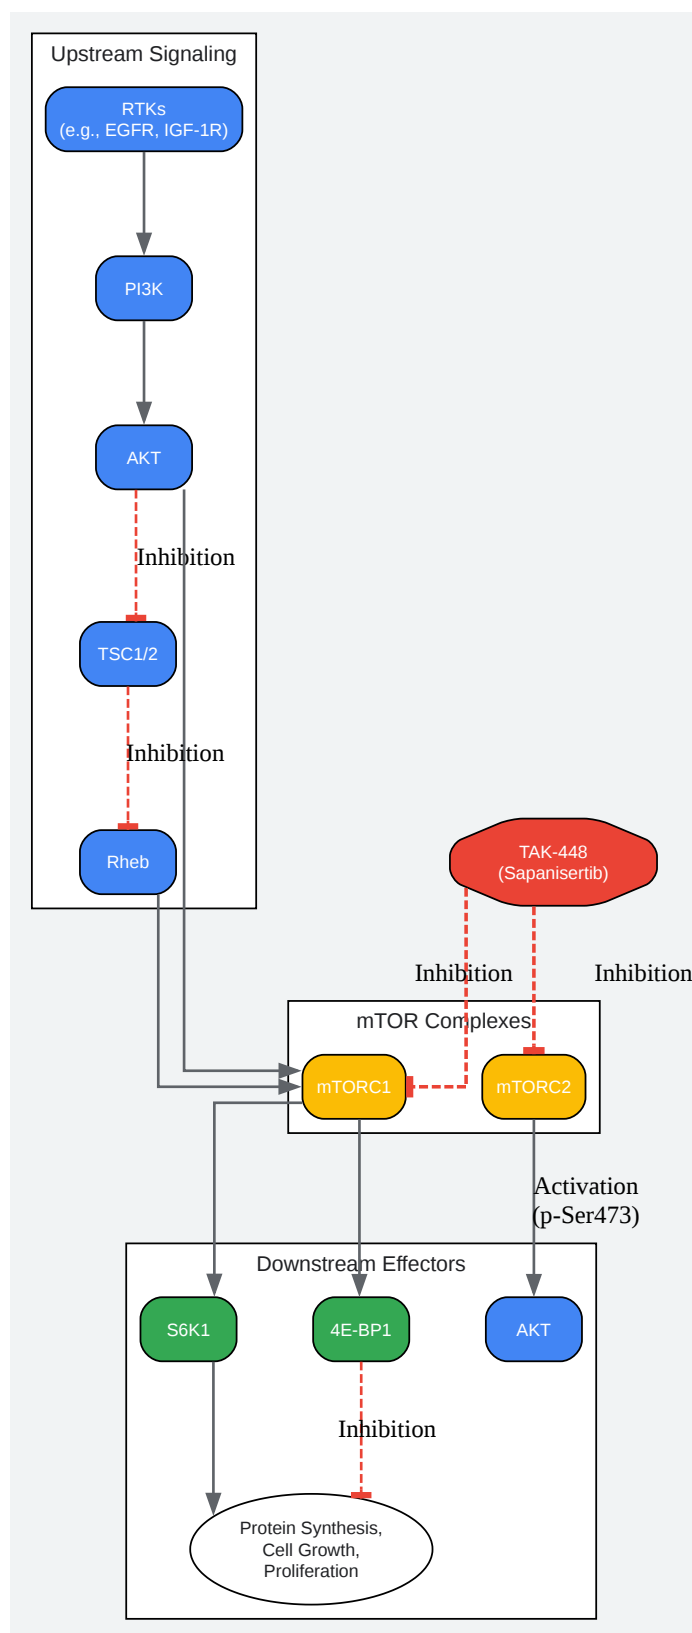 Upstream Signaling
RTKs
(e.g., EGFR, IGF-1R)
PI3K
AKT
Inhibition
TSC1/2
Inhibition
Rheb
TAK-448
(Sapanisertib)
Inhibition
Inhibition
mTOR Complexes
mTORC1
mTORC2
Activation
(p-Ser473)
Downstream Effectors
S6K1
4E-BP1
AKT
Inhibition
Protein Synthesis,
Cell Growth,
Proliferation